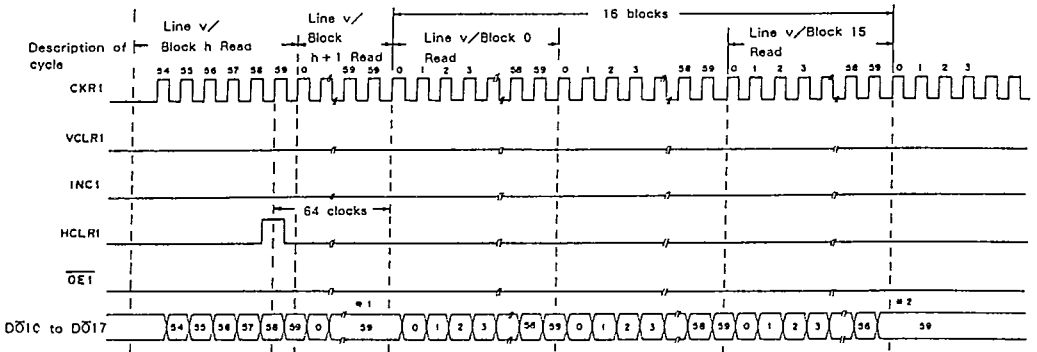 16 blocks
Line v/ Block h Read
Line v/ Block h+1 Read
Line v/Block 0 Read
Line v/Block 15 Read
Description of cycle
54 55 56 57 58 59 0 59 59 0 1 2 3 58 59 0 1 2 3 58 59 0 1 2 3 58 59 0 1 2 3
CKR1
VCLR1
INC1
64 clocks
HCLR1
OE1
*1
*2
DO10 to DO17
54 55 56 57 58 59 0 59 0 1 2 3 58 59 0 1 2 3 58 59 0 1 2 3 58 59